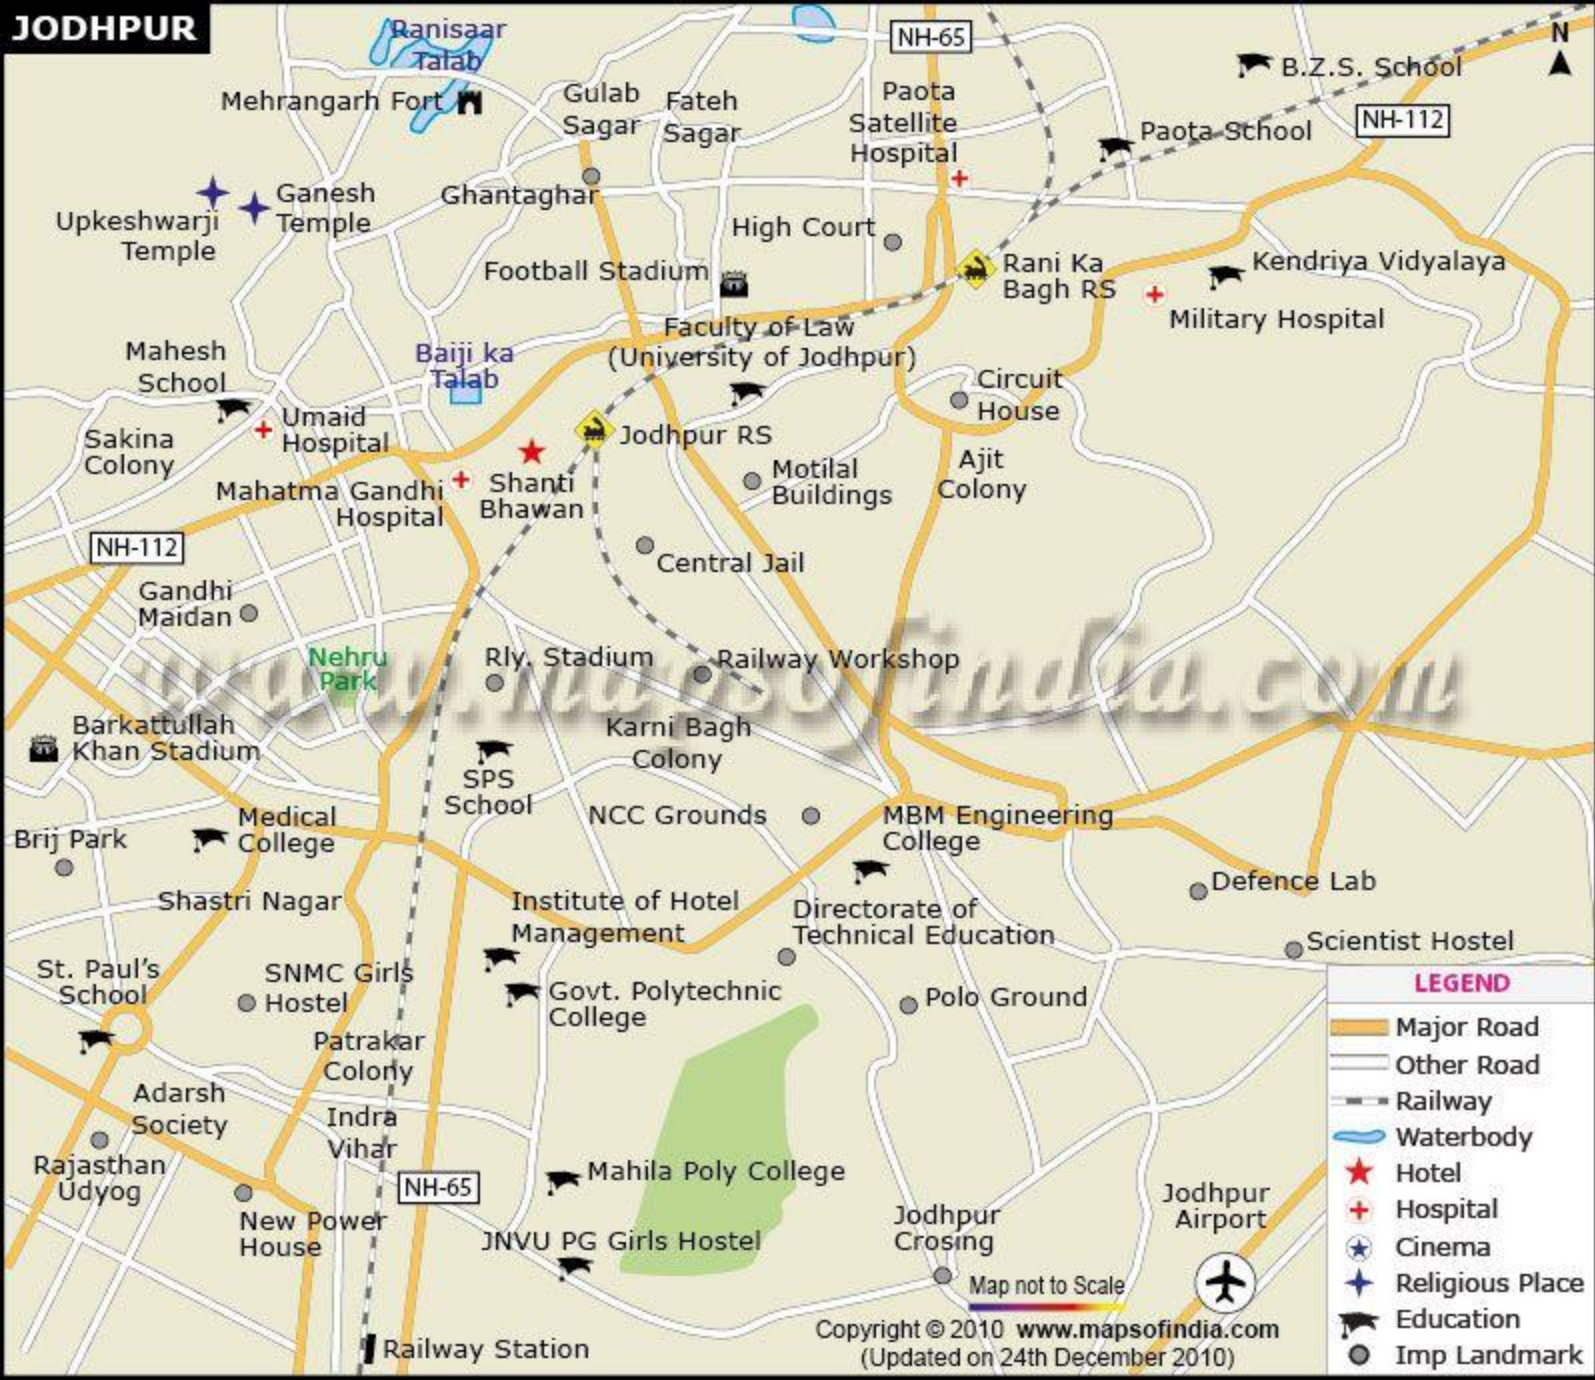 JODHPUR
Ranisaar
Talab
NH-65
N
B.Z.S. School
Mehrangarh Fort
Gulab
Sagar
Fateh
Sagar
Paota
Satellite
Hospital
NH-112
Paota School
Ganesh
Temple
Upkeshwarji
Temple
Ghantaghar
High Court
Football Stadium
Rani Ka
Bagh RS
Kendriya Vidyalaya
Military Hospital
Faculty of Law
(University of Jodhpur)
Mahesh
School
Baiji ka
Talab
Circuit
House
Umaid
Hospital
Sakina
Colony
Jodhpur RS
Mahatma Gandhi
Hospital
Shanti
Bhawan
Motilal
Buildings
Ajit
Colony
NH-112
Central Jail
Gandhi
Maidan
www.mapsofindia.com
Nehru
Park
Rly. Stadium
Railway Workshop
Barkattullah
Khan Stadium
Karni Bagh
Colony
SPS
School
Medical
College
NCC Grounds
MBM Engineering
College
Brij Park
Shastri Nagar
Institute of Hotel
Management
Directorate of
Technical Education
Defence Lab
Scientist Hostel
St. Paul's
School
SNMC Girls
Hostel
Govt. Polytechnic
College
Polo Ground
Patrakar
Colony
Adarsh
Society
Indra
Vihar
Rajasthan
Udyog
NH-65
Mahila Poly College
New Power
House
JNVU PG Girls Hostel
Jodhpur
Crosing
Jodhpur
Airport
Railway Station
Map not to Scale
Copyright © 2010 www.mapsofindia.com
(Updated on 24th December 2010)
LEGEND
Major Road
Other Road
Railway
Waterbody
Hotel
Hospital
Cinema
Religious Place
Education
Imp Landmark